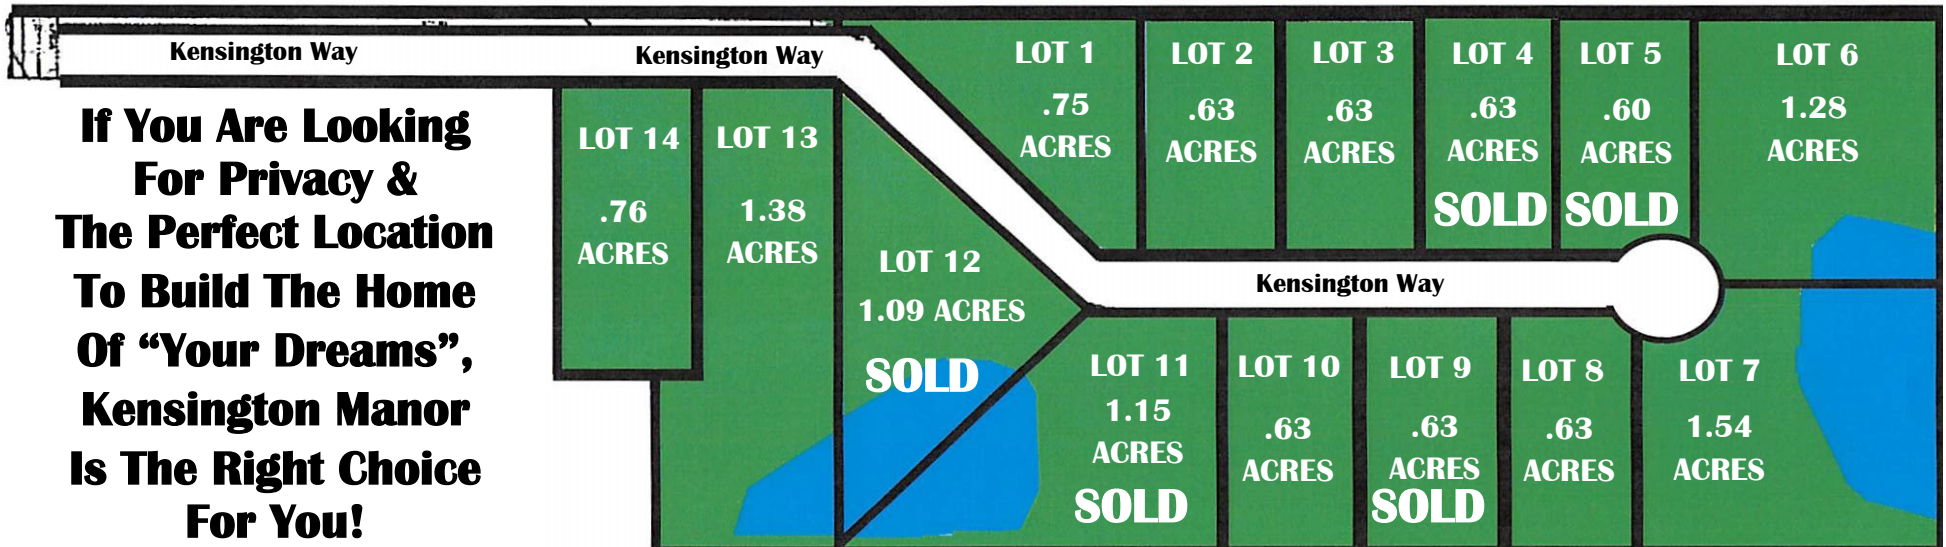 Kensington Way
Kensington Way
If You Are Looking
For Privacy &
The Perfect Location
To Build The Home
Of “Your Dreams”,
Kensington Manor
Is The Right Choice
For You!
LOT 1
.75
ACRES
LOT 2
.63
ACRES
LOT 3
.63
ACRES
LOT 4
.63
ACRES
SOLD
LOT 5
.60
ACRES
SOLD
LOT 6
1.28
ACRES
LOT 14
.76
ACRES
LOT 13
1.38
ACRES
LOT 12
1.09 ACRES
SOLD
Kensington Way
LOT 11
1.15
ACRES
SOLD
LOT 10
.63
ACRES
LOT 9
.63
ACRES
SOLD
LOT 8
.63
ACRES
LOT 7
1.54
ACRES